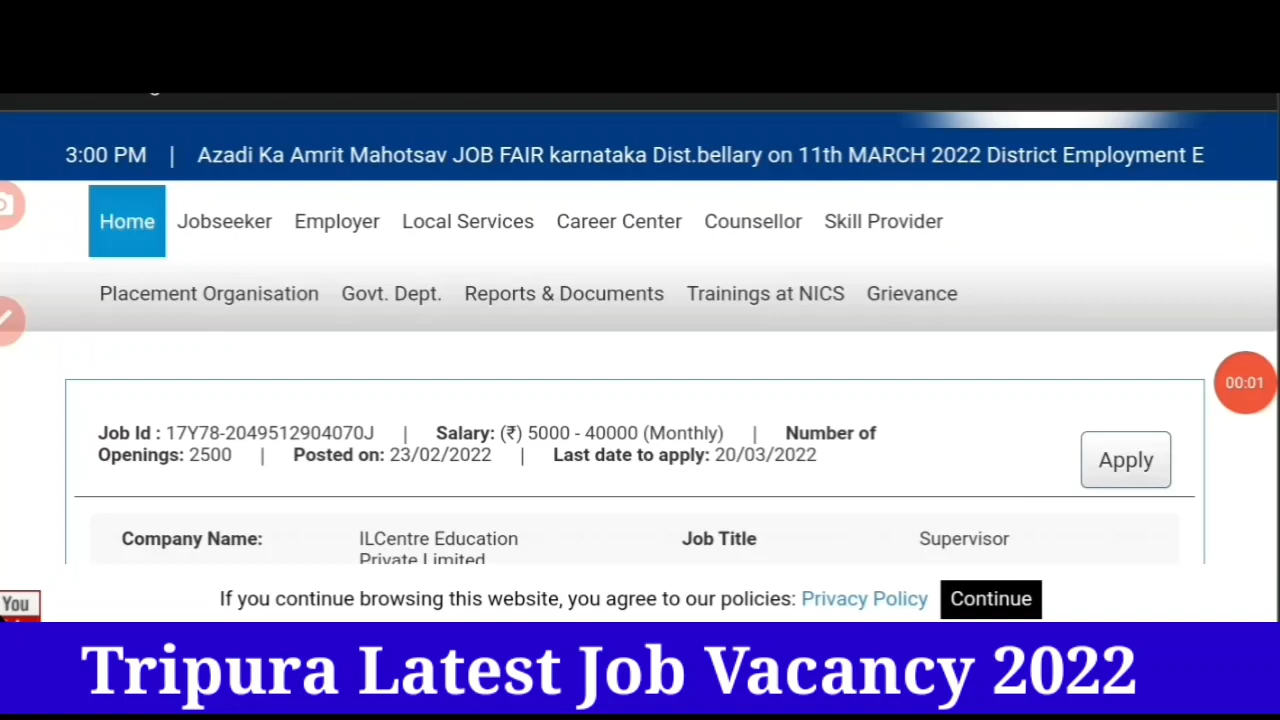 3:00 PM | Azadi Ka Amrit Mahotsav JOB FAIR karnataka Dist.bellary on 11th MARCH 2022 District Employment E
Home Jobseeker Employer Local Services Career Center Counsellor Skill Provider
Placement Organisation Govt. Dept. Reports & Documents Trainings at NICS Grievance
00:01
Job Id : 17Y78-2049512904070J | Salary: (₹) 5000 - 40000 (Monthly) | Number of
Openings: 2500 | Posted on: 23/02/2022 | Last date to apply: 20/03/2022
Apply
Company Name: ILCentre Education Job Title Supervisor
Private Limited
If you continue browsing this website, you agree to our policies: Privacy Policy Continue
You
Tripura Latest Job Vacancy 2022